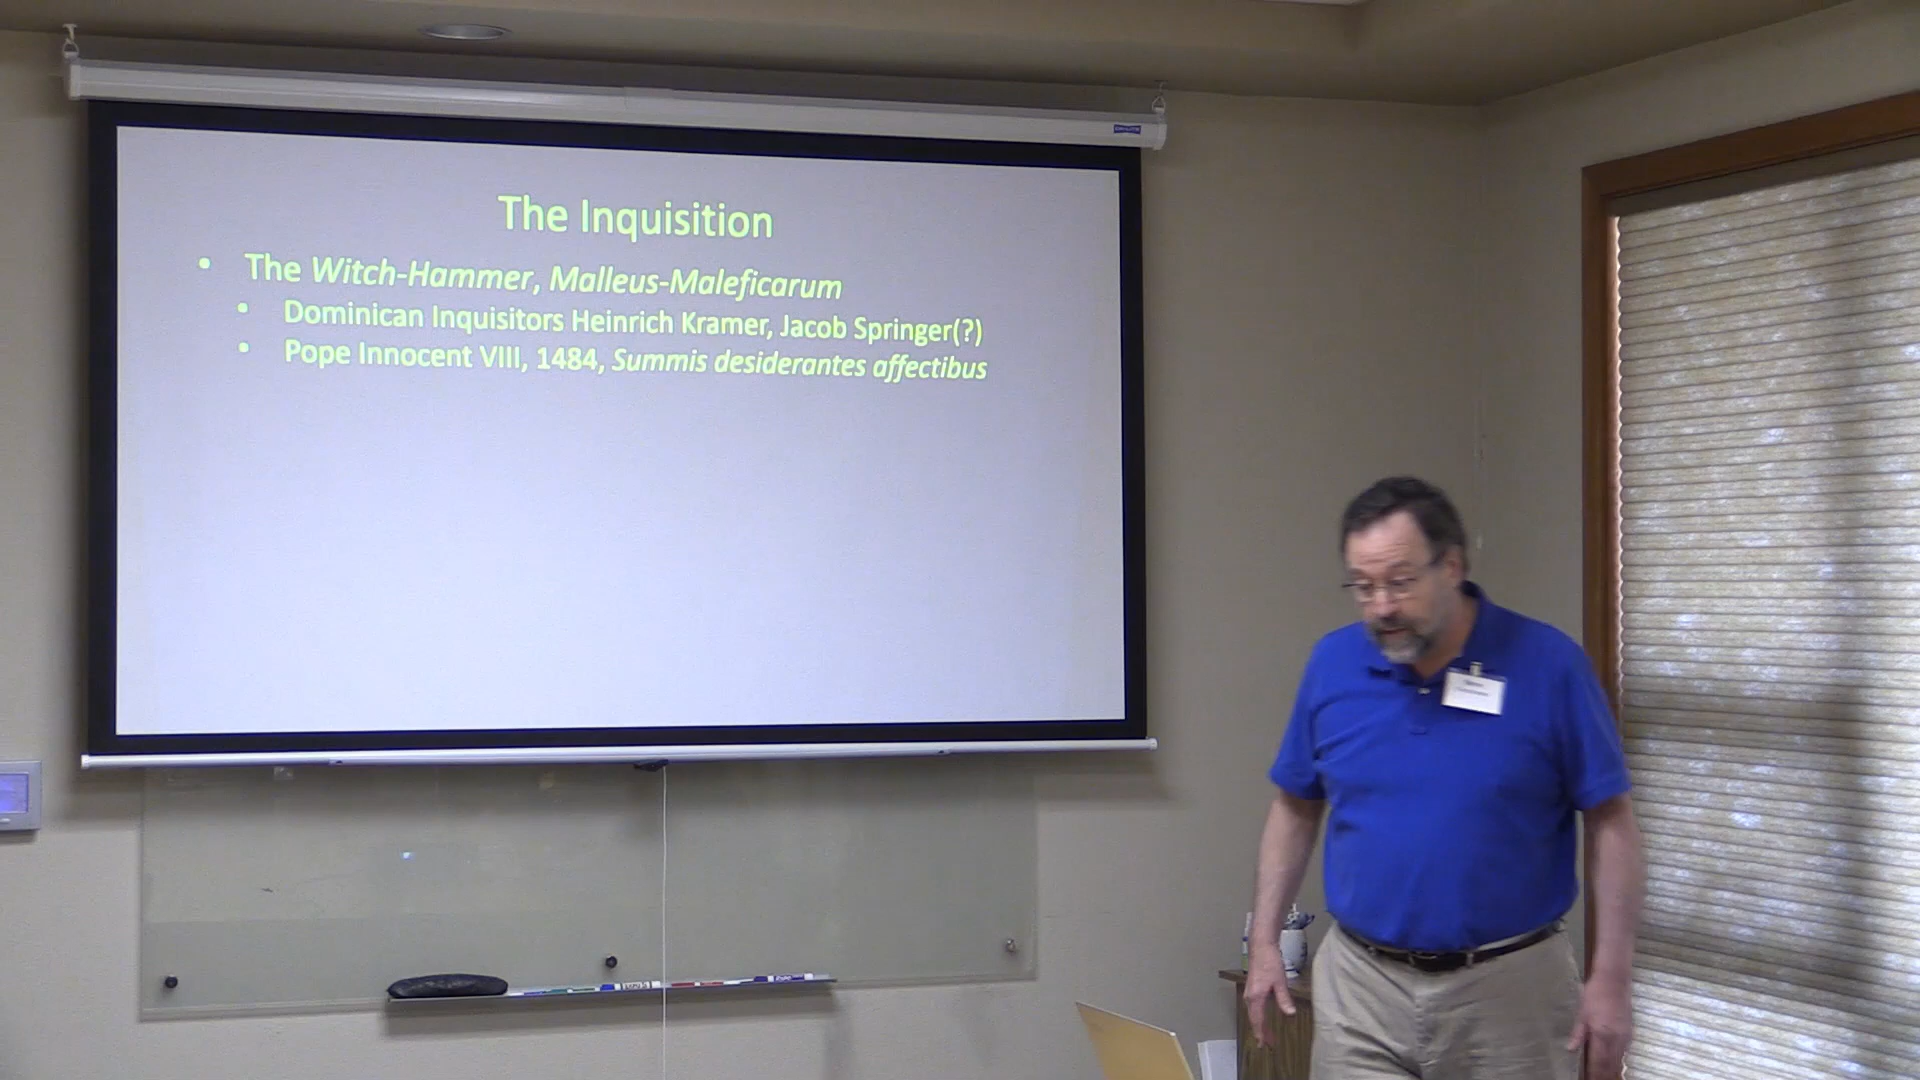 The Inquisition
• The Witch-Hammer, Malleus-Maleficarum
• Dominican Inquisitors Heinrich Kramer, Jacob Springer(?)
• Pope Innocent VIII, 1484, Summis desiderantes affectibus